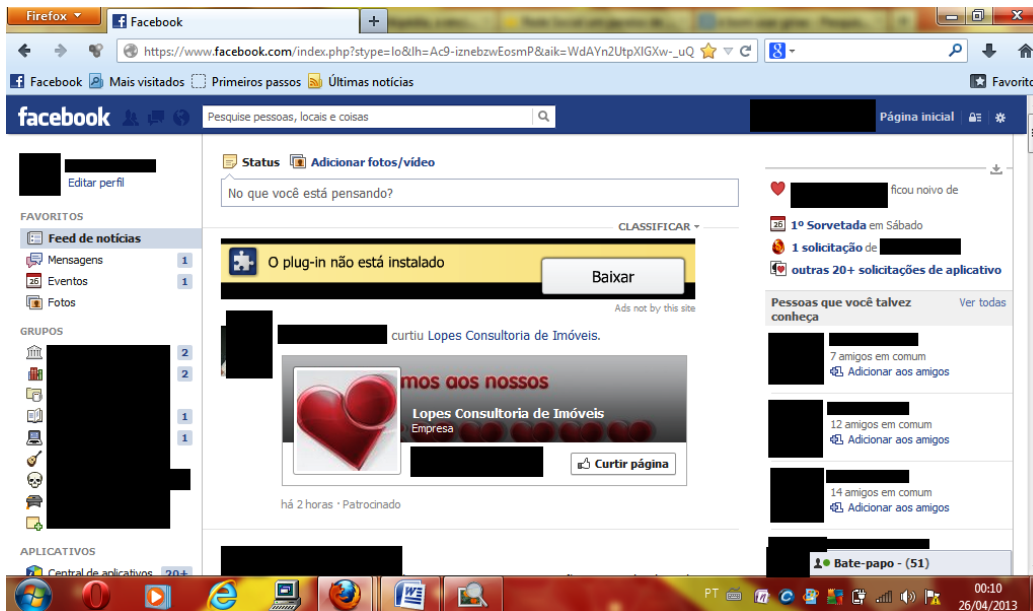 Firefox
Facebook
https://www.facebook.com/index.php?stype=lo&lh=Ac9-iznebzwEosmP&aik=WdAYn2UtpXlGXw-_uQ
Facebook Mais visitados Primeiros passos Últimas notícias
Favorito
facebook
Pesquise pessoas, locais e coisas
Página inicial
Editar perfil
FAVORITOS
Feed de notícias
Mensagens 1
Eventos 1
Fotos
GRUPOS
2
2
1
1
APLICATIVOS
Central de aplicativos 20+
Status Adicionar fotos/vídeo
No que você está pensando?
CLASSIFICAR
O plug-in não está instalado
Baixar
Ads not by this site
curtiu Lopes Consultoria de Imóveis.
mos aos nossos
Lopes Consultoria de Imóveis
Empresa
Curtir página
há 2 horas · Patrocinado
ficou noivo de
26 1º Sorvetada em Sábado
1 solicitação de
outras 20+ solicitações de aplicativo
Pessoas que você talvez conheça
Ver todas
7 amigos em comum
Adicionar aos amigos
12 amigos em comum
Adicionar aos amigos
14 amigos em comum
Adicionar aos amigos
Bate-papo - (51)
PT
00:10
26/04/2013